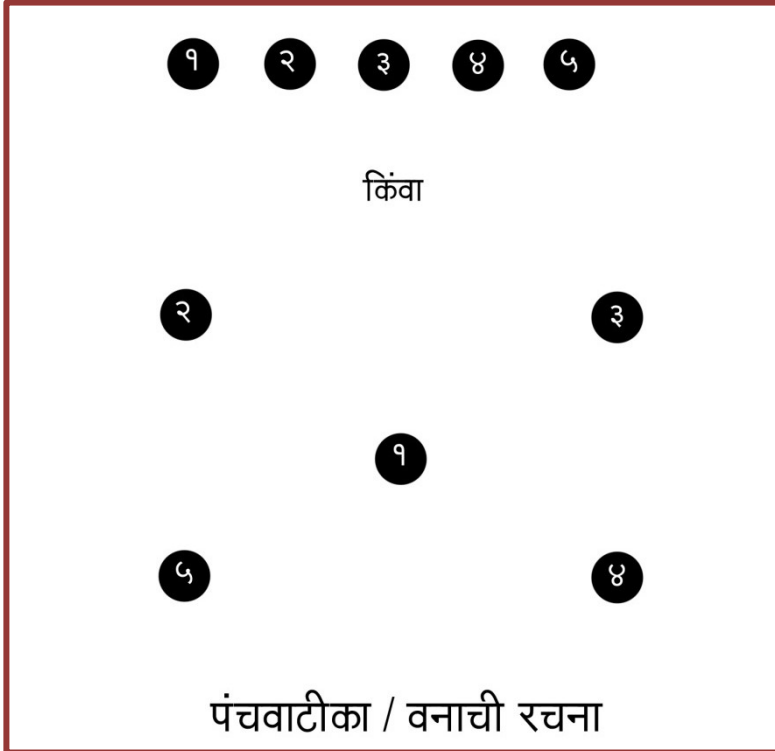 १ २ ३ ४ ५
किंवा
२ ३
१
५ ४
पंचवाटीका / वनाची रचना